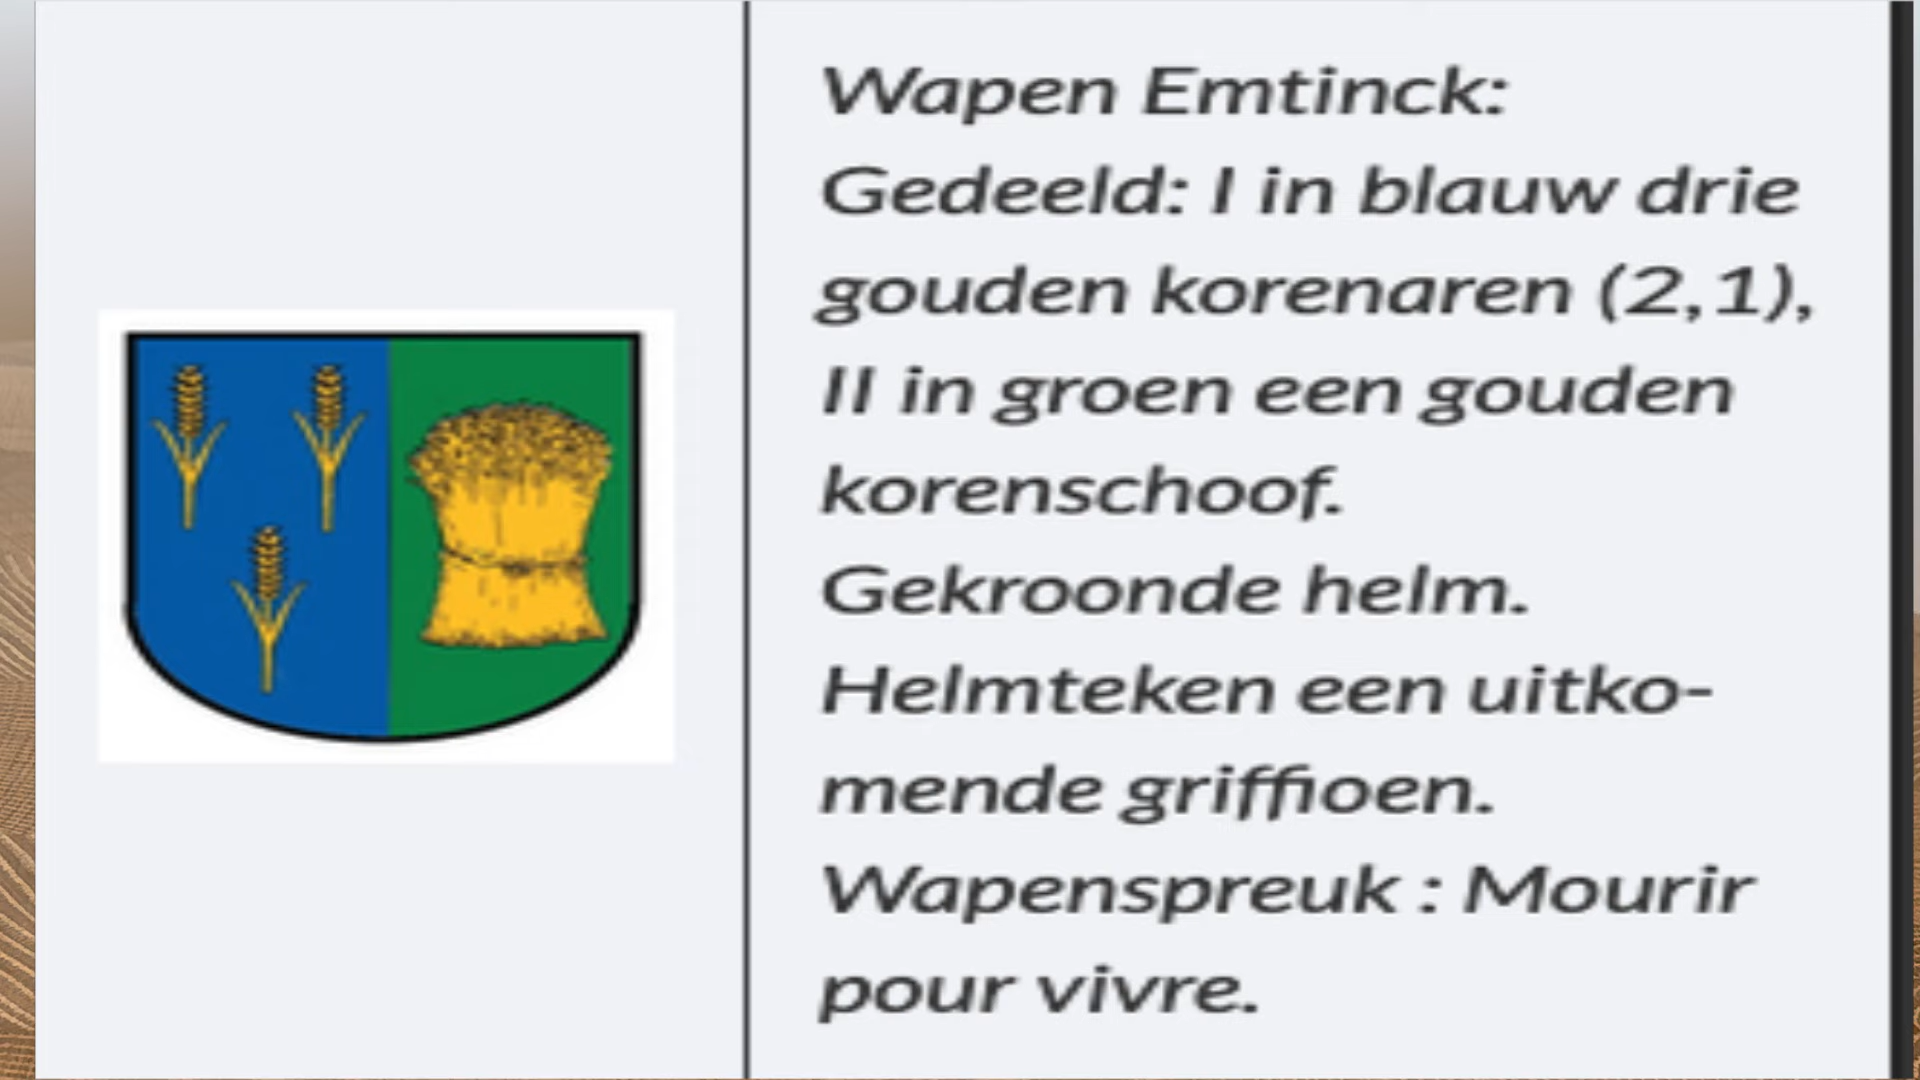 Wapen Emtinck:
Gedeeld: I in blauw drie
gouden korenaren (2,1),
II in groen een gouden
korenschoof.
Gekroonde helm.
Helmteken een uitko-
mende griffioen.
Wapenspreuk : Mourir
pour vivre.